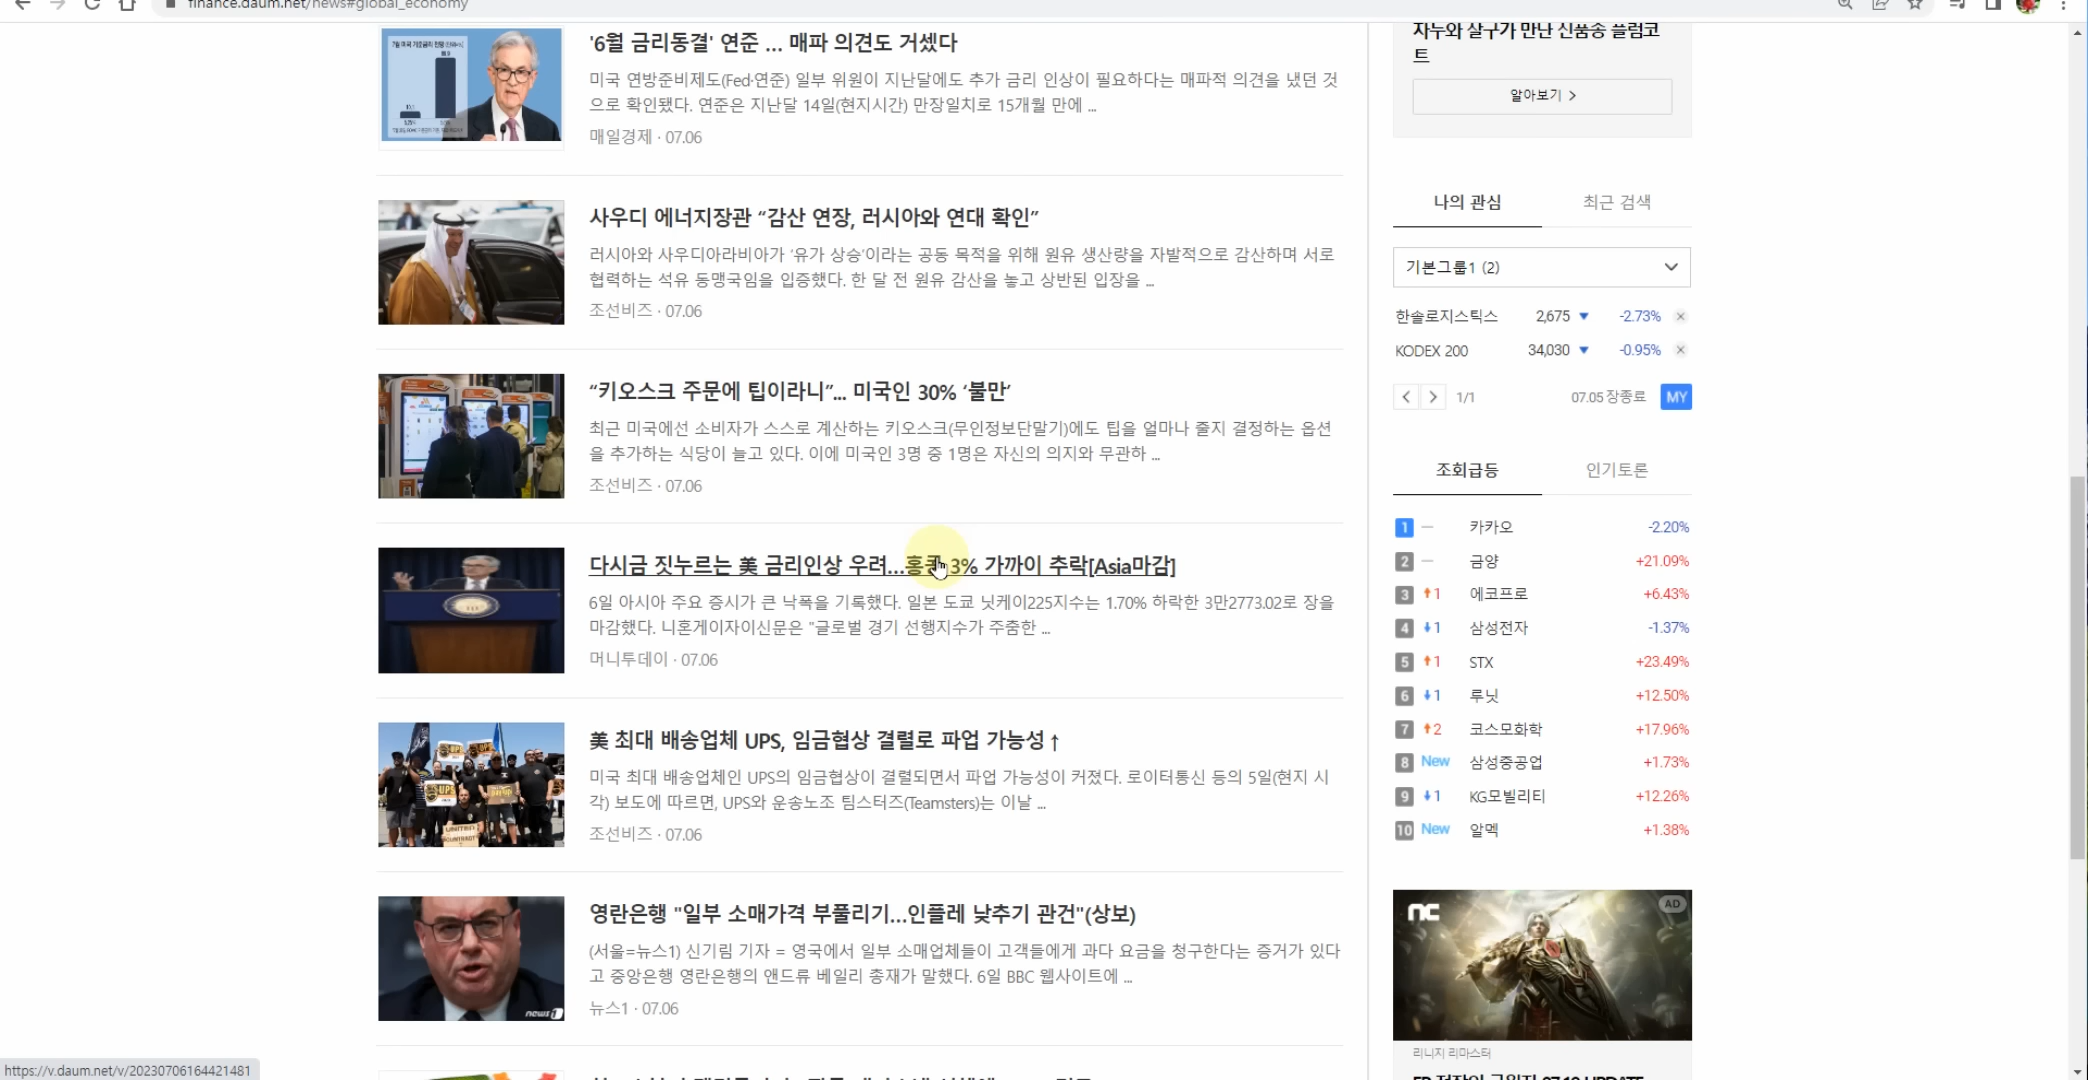 finance.daum.net/news#global_economy
'6월 금리동결' 연준 ... 매파 의견도 거셌다
미국 연방준비제도(Fed·연준) 일부 위원이 지난달에도 추가 금리 인상이 필요하다는 매파적 의견을 냈던 것
으로 확인됐다. 연준은 지난달 14일(현지시간) 만장일치로 15개월 만에 ...
매일경제 · 07.06
사우디 에너지장관 “감산 연장, 러시아와 연대 확인”
러시아와 사우디아라비아가 ‘유가 상승’이라는 공동 목적을 위해 원유 생산량을 자발적으로 감산하며 서로
협력하는 석유 동맹국임을 입증했다. 한 달 전 원유 감산을 놓고 상반된 입장을 ...
조선비즈 · 07.06
“키오스크 주문에 팁이라니”... 미국인 30% ‘불만’
최근 미국에선 소비자가 스스로 계산하는 키오스크(무인정보단말기)에도 팁을 얼마나 줄지 결정하는 옵션
을 추가하는 식당이 늘고 있다. 이에 미국인 3명 중 1명은 자신의 의지와 무관하 ...
조선비즈 · 07.06
다시금 짓누르는 美 금리인상 우려...홍콩 3% 가까이 추락[Asia마감]
6일 아시아 주요 증시가 큰 낙폭을 기록했다. 일본 도쿄 닛케이225지수는 1.70% 하락한 3만2773.02로 장을
마감했다. 니혼게이자이신문은 "글로벌 경기 선행지수가 주춤한 ...
머니투데이 · 07.06
美 최대 배송업체 UPS, 임금협상 결렬로 파업 가능성↑
미국 최대 배송업체인 UPS의 임금협상이 결렬되면서 파업 가능성이 커졌다. 로이터통신 등의 5일(현지 시
각) 보도에 따르면, UPS와 운송노조 팀스터즈(Teamsters)는 이날 ...
조선비즈 · 07.06
영란은행 "일부 소매가격 부풀리기...인플레 낮추기 관건"(상보)
(서울=뉴스1) 신기림 기자 = 영국에서 일부 소매업체들이 고객들에게 과다 요금을 청구한다는 증거가 있다
고 중앙은행 영란은행의 앤드류 베일리 총재가 말했다. 6일 BBC 웹사이트에 ...
뉴스1 · 07.06
news1
https://v.daum.net/v/20230706164421481
자두와 살구가 만난 신품종 플럼코
트
알아보기 >
나의 관심 최근 검색
기본그룹1 (2)
한솔로지스틱스 2,675 ▼ -2.73% ×
KODEX 200 34,030 ▼ -0.95% ×
< > 1/1 07.05 장종료 MY
조회급등 인기토론
1 – 카카오 -2.20%
2 – 금양 +21.09%
3 ↑1 에코프로 +6.43%
4 ↓1 삼성전자 -1.37%
5 ↑1 STX +23.49%
6 ↓1 루닛 +12.50%
7 ↑2 코스모화학 +17.96%
8 New 삼성중공업 +1.73%
9 ↓1 KG모빌리티 +12.26%
10 New 알멕 +1.38%
nc
AD
리니지 리마스터